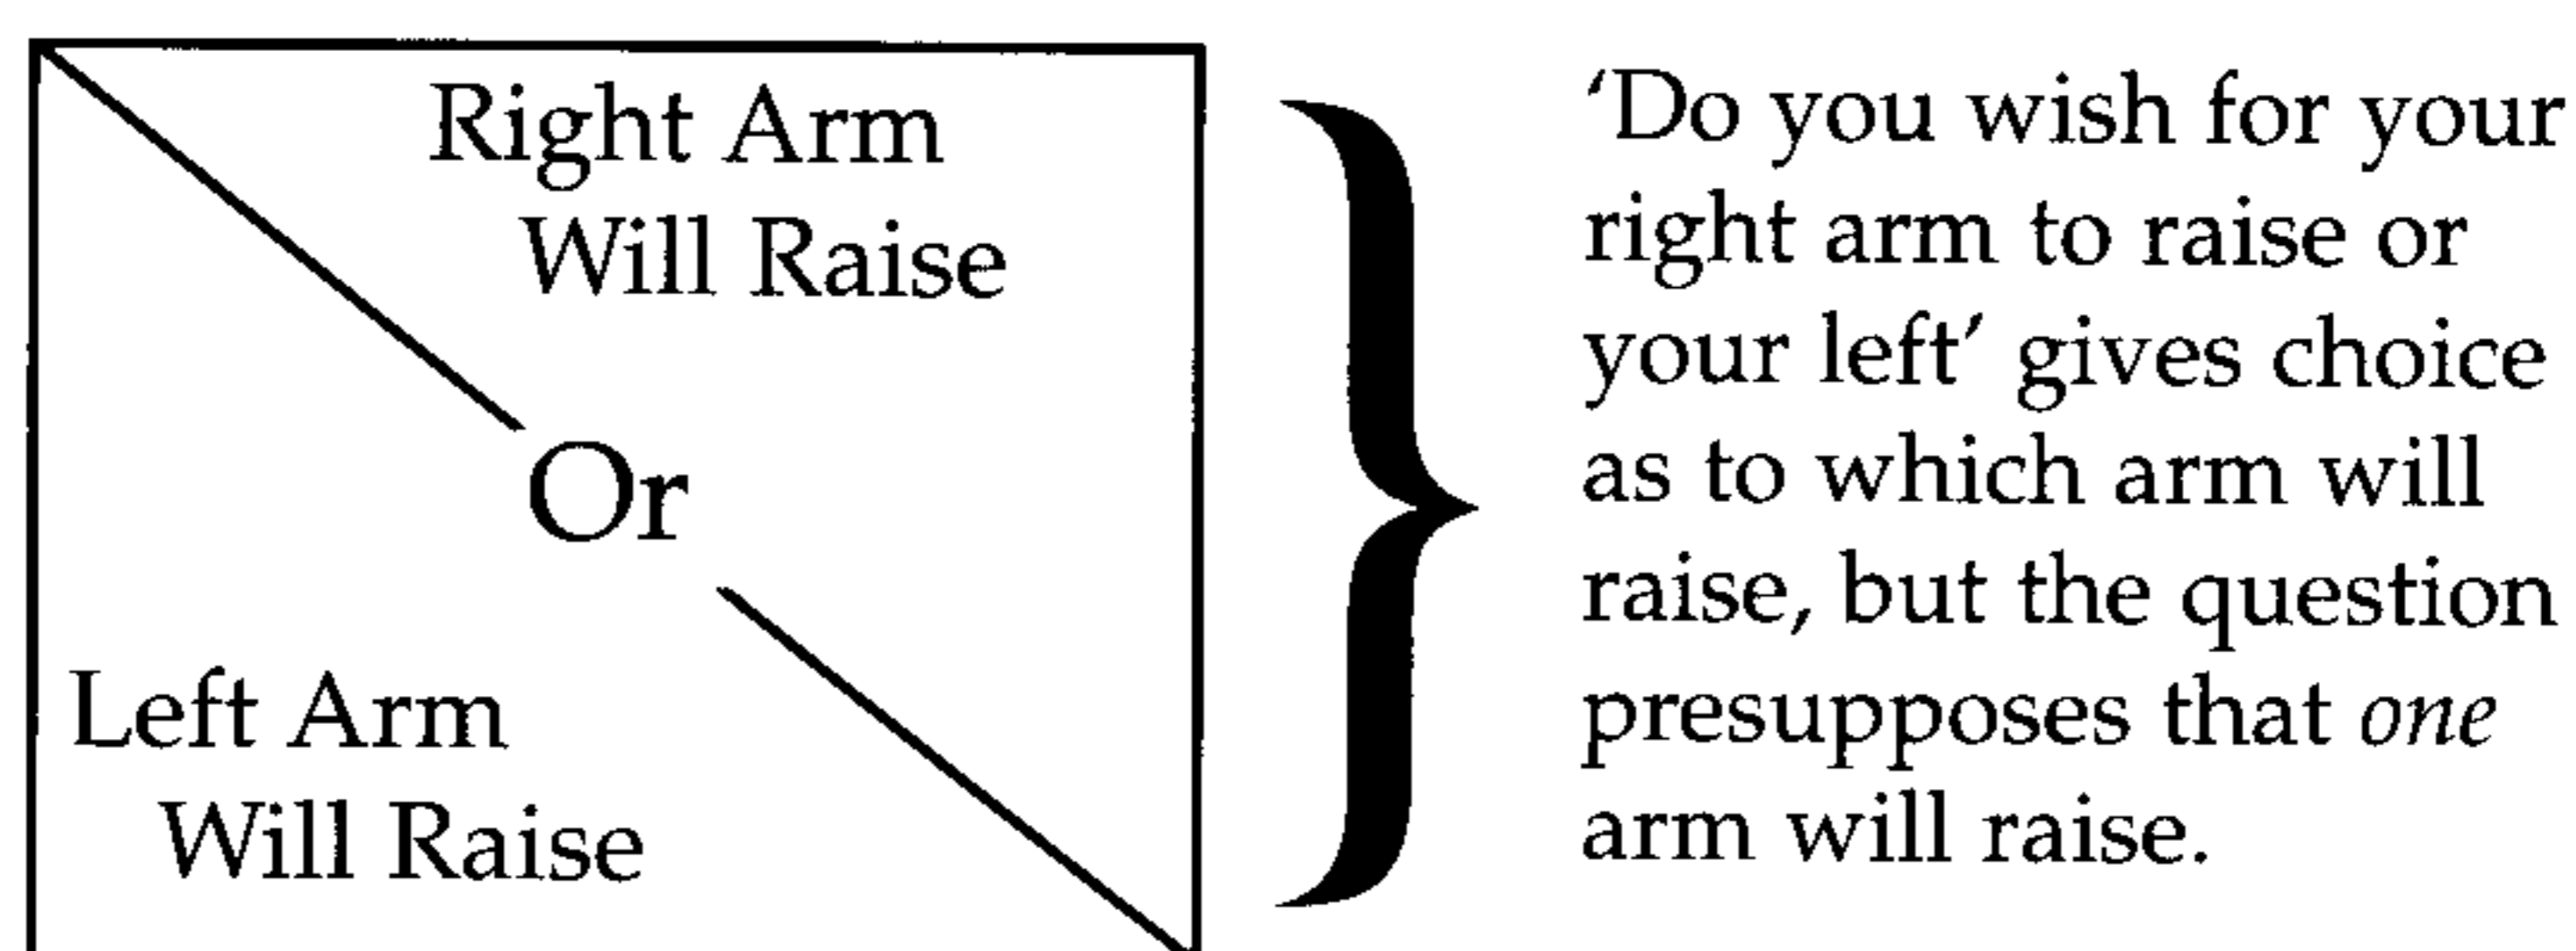 Right Arm
Will Raise
Or
Left Arm
Will Raise
‘Do you wish for your
right arm to raise or
your left’ gives choice
as to which arm will
raise, but the question
presupposes that one
arm will raise.